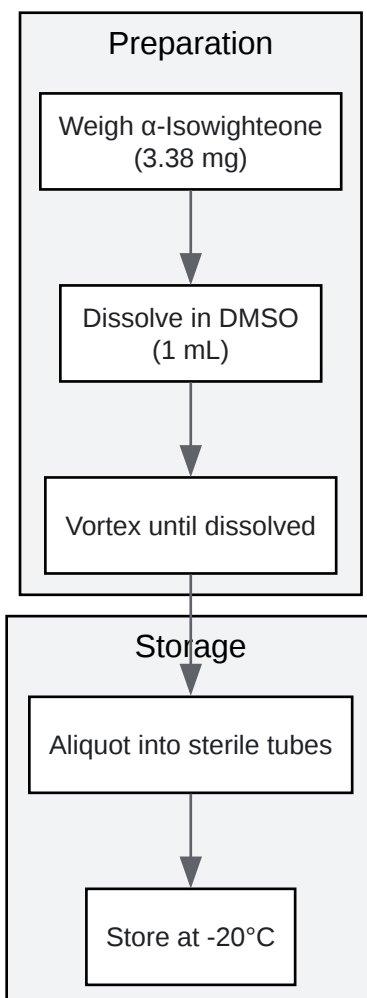 Preparation
Weigh α-Isowighteone
(3.38 mg)
Dissolve in DMSO
(1 mL)
Vortex until dissolved
Storage
Aliquot into sterile tubes
Store at -20°C